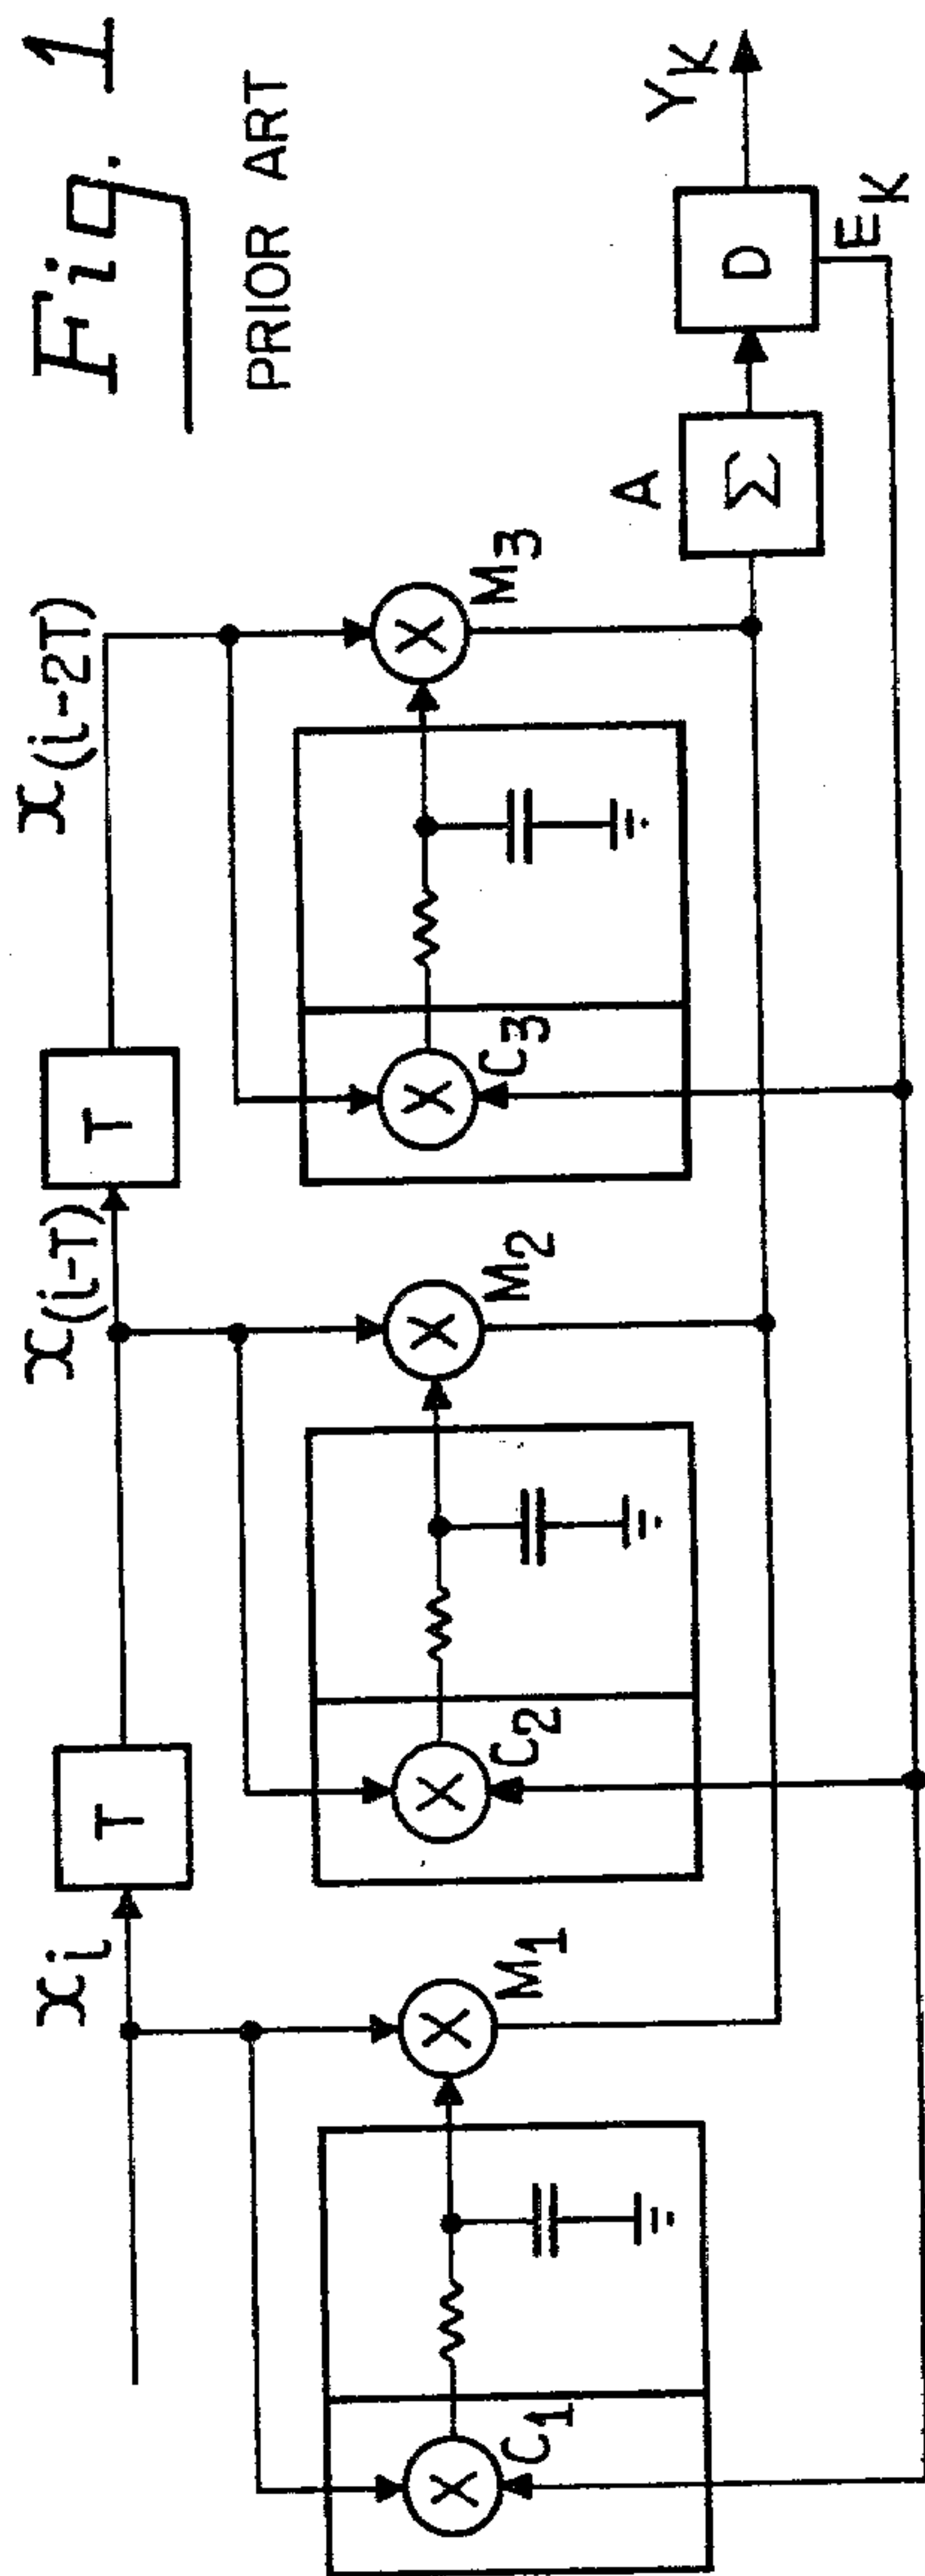 Fig. 1
PRIOR ART
x_i
T
x_(i-T)
T
x_(i-2T)
X
C_1
X
M_1
X
C_2
X
M_2
X
C_3
X
M_3
A
Σ
D
Y_K
E_K